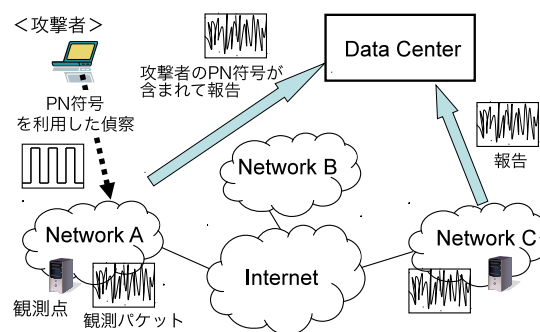 ＜攻撃者＞
PN符号
を利用した偵察
攻撃者のPN符号が
含まれて報告
Data Center
報告
Network B
Network A
Internet
Network C
観測点
観測パケット